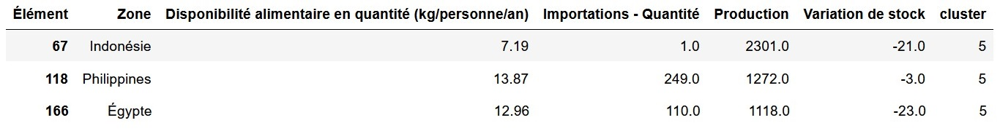 Élément Zone Disponibilité alimentaire en quantité (kg/personne/an) Importations - Quantité Production Variation de stock cluster
67 Indonésie 7.19 1.0 2301.0 -21.0 5
118 Philippines 13.87 249.0 1272.0 -3.0 5
166 Égypte 12.96 110.0 1118.0 -23.0 5